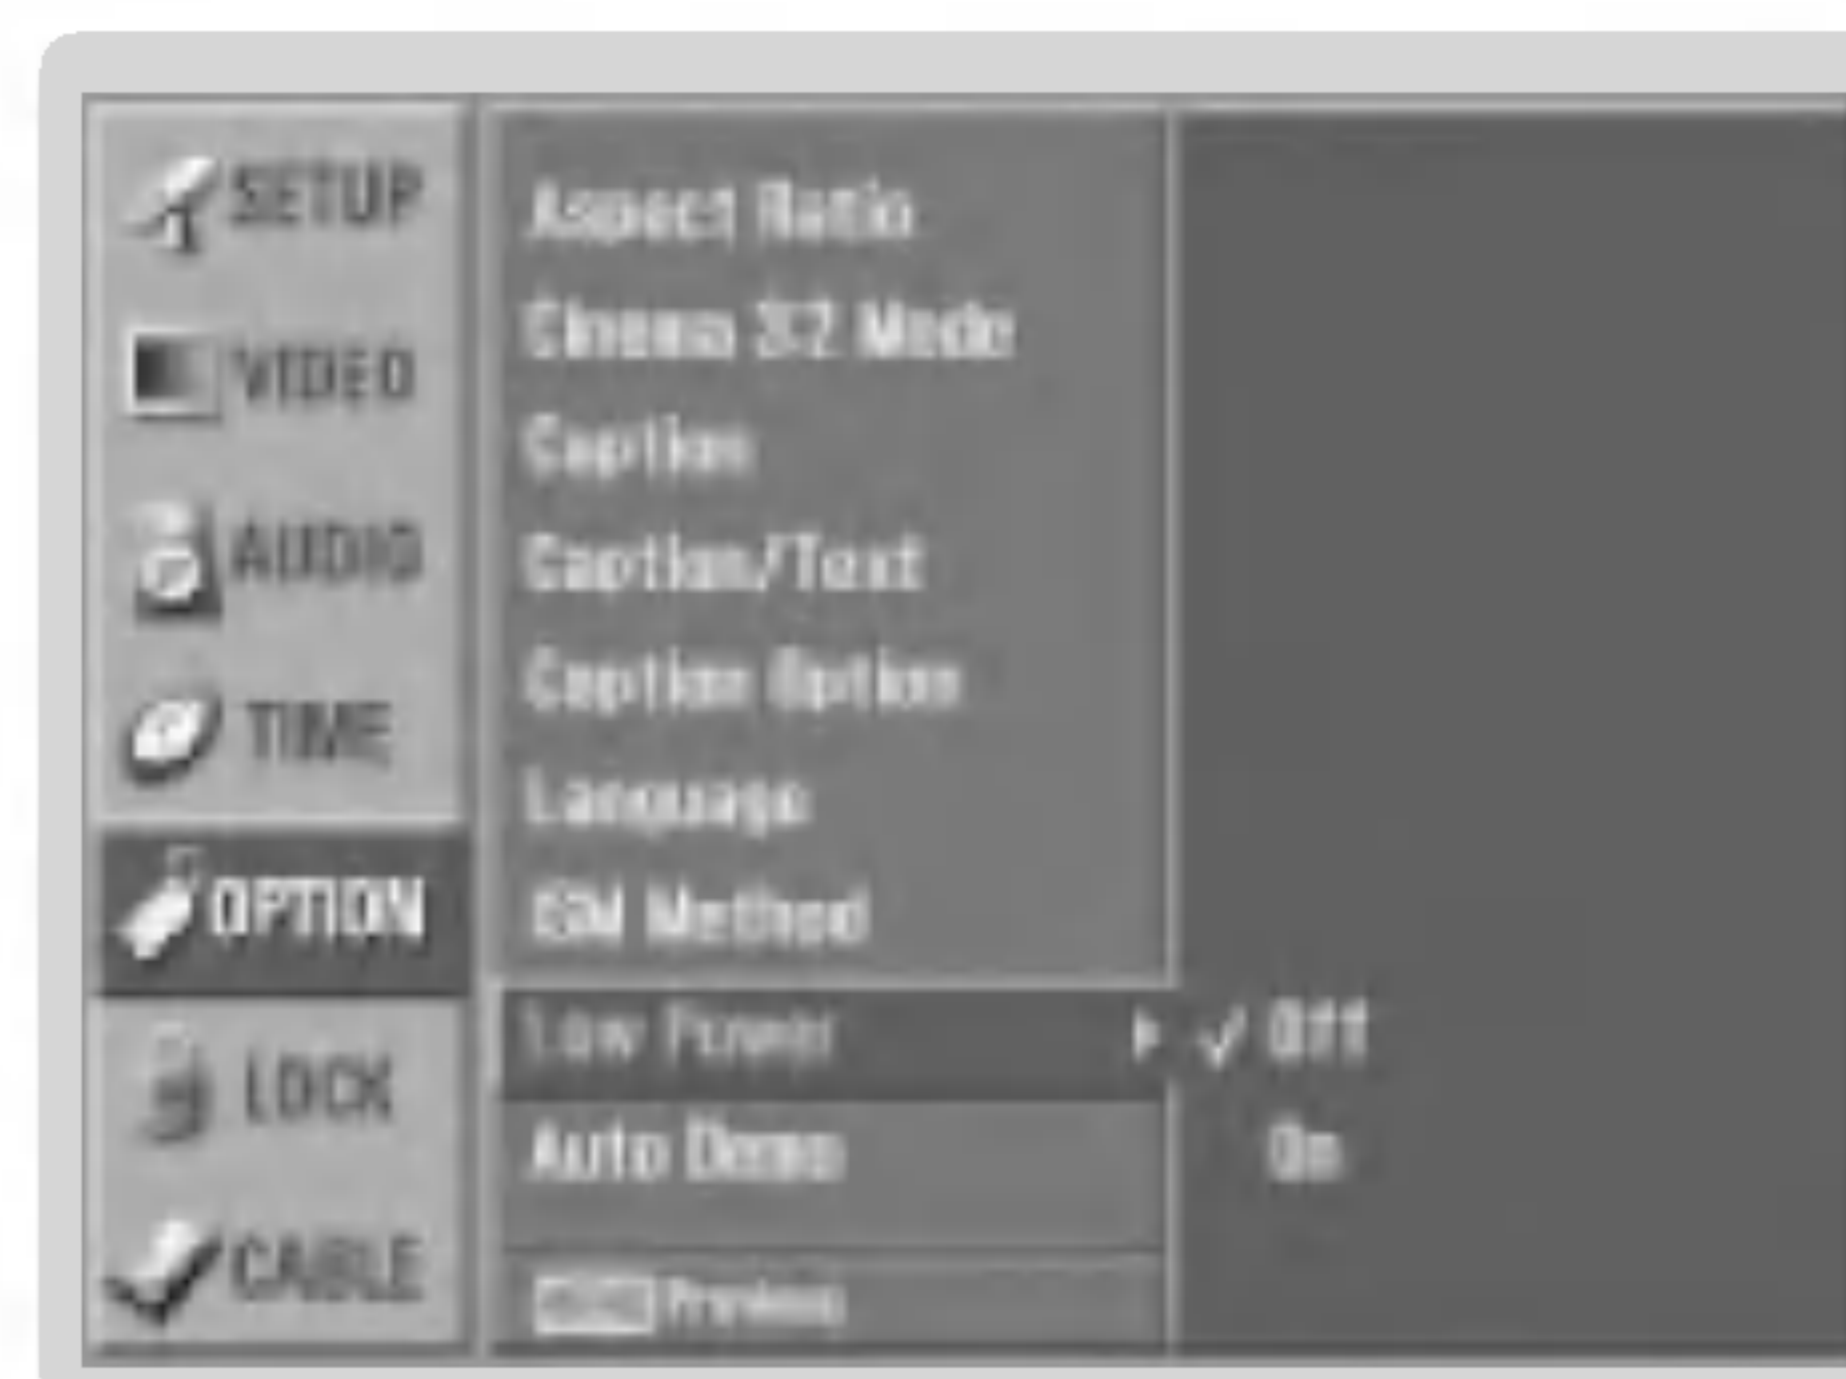 SETUP
VIDEO
AUDIO
TIME
OPTION
LOCK
CABLE
Aspect Ratio
Cinema 3:2 Mode
Caption
Caption/Text
Caption Option
Language
ISM Method
Low Power
Auto Demo
Previous
Off
On